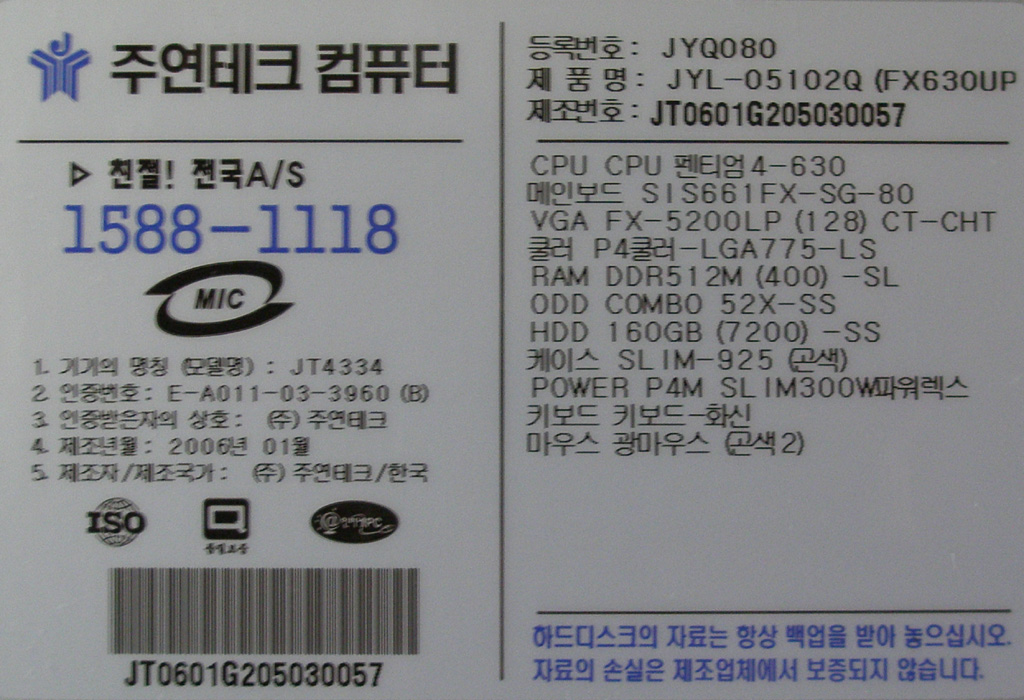 주연테크 컴퓨터
▷ 친절! 전국A/S
1588-1118
MIC
1. 기기의 명칭 (모델명) : JT4334
2. 인증번호 : E-A011-03-3960 (B)
3. 인증받은자의 상호 : (주) 주연테크
4. 제조년월 : 2006년 01월
5. 제조자/제조국가 : (주) 주연테크/한국
ISO
Q
품질보증
JT0601G205030057
등록번호 : JYQ080
제 품 명 : JYL-05102Q (FX630UP
제조번호 : JT0601G205030057
CPU CPU 펜티엄4-630
메인보드 SIS661FX-SG-80
VGA FX-5200LP (128) CT-CHT
쿨러 P4쿨러-LGA775-LS
RAM DDR512M (400) -SL
ODD COMBO 52X-SS
HDD 160GB (7200) -SS
케이스 SLIM-925 (곤색)
POWER P4M SLIM300W파워렉스
키보드 키보드-화신
마우스 광마우스 (곤색2)
하드디스크의 자료는 항상 백업을 받아 놓으십시오.
자료의 손실은 제조업체에서 보증되지 않습니다.